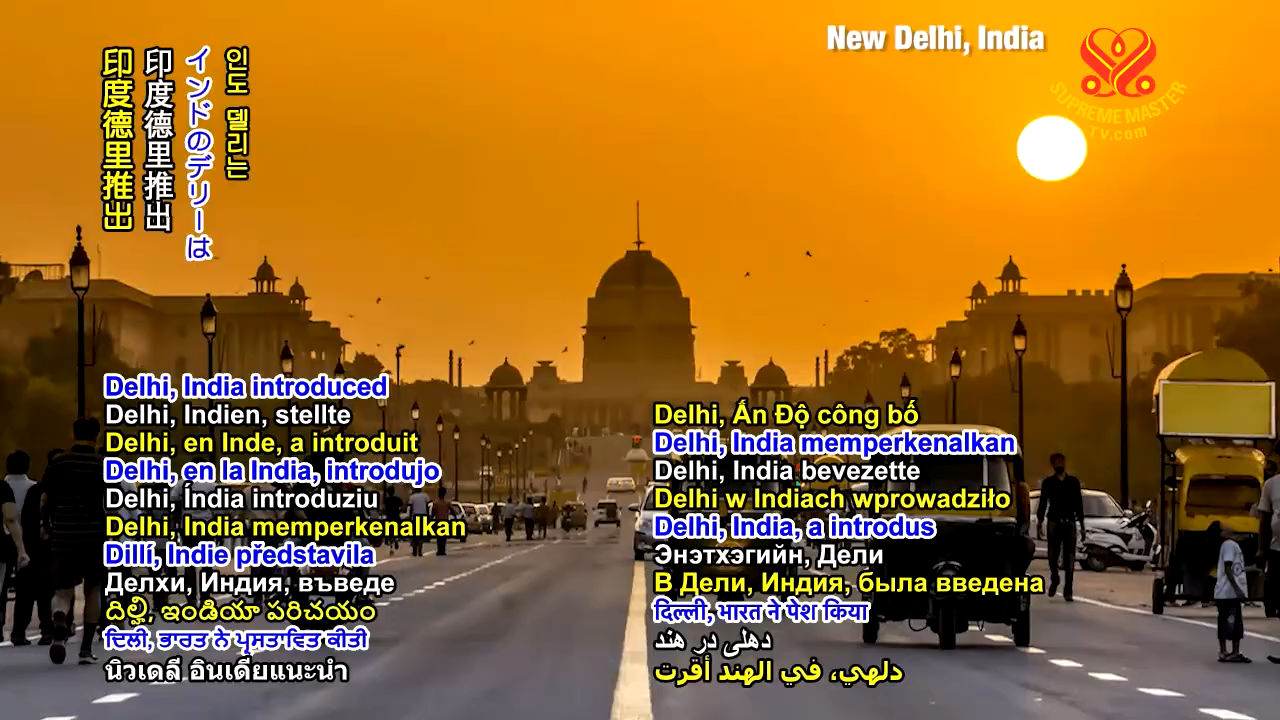 New Delhi, India
SUPREME MASTER
TV.com
인도 델리는
インドのデリーは
印度德里推出
印度德里推出
Delhi, India introduced
Delhi, Indien, stellte
Delhi, en Inde, a introduit
Delhi, en la India, introdujo
Delhi, Índia introduziu
Delhi, India memperkenalkan
Dillí, Indie představila
Делхи, Индия, въведе
ఢిల్లీ, ఇండియా పరిచయం
ਦਿਲੀ, ਭਾਰਤ ਨੇ ਪ੍ਰਸਤਾਵਿਤ ਕੀਤੀ
นิวเดลี อินเดียแนะนำ
Delhi, Ấn Độ công bố
Delhi, India memperkenalkan
Delhi, India bevezette
Delhi w Indiach wprowadziło
Delhi, India, a introdus
Энэтхэгийн, Дели
В Дели, Индия, была введена
दिल्ली, भारत ने पेश किया
دهلی در هند
دلهي، في الهند أقرت